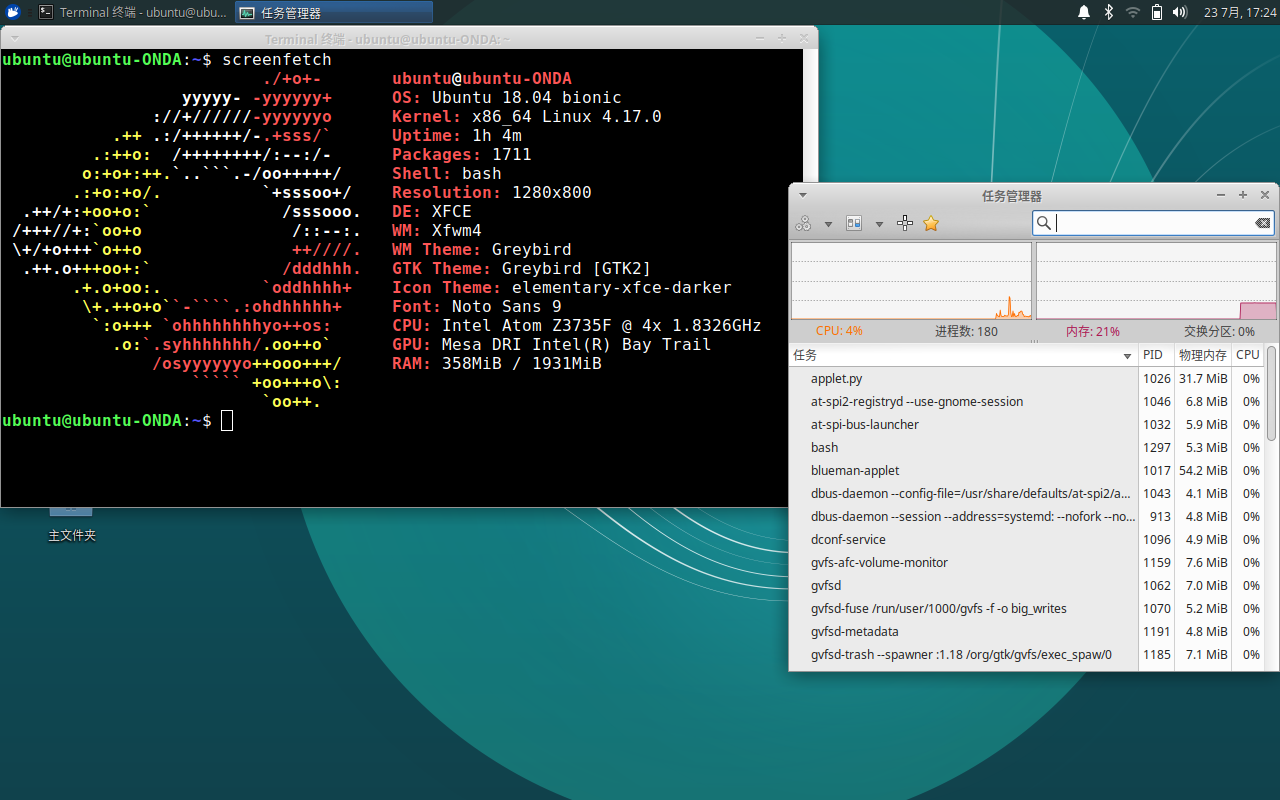 Terminal 终端 - ubuntu@ubu... 任务管理器 23 7月, 17:24
Terminal 终端 - ubuntu@ubuntu-ONDA: ~
ubuntu@ubuntu-ONDA:~$ screenfetch
./+o+- ubuntu@ubuntu-ONDA
yyyyy- -yyyyyy+ OS: Ubuntu 18.04 bionic
://+//////-yyyyyyo Kernel: x86_64 Linux 4.17.0
.++ .:/++++++/-.+sss/` Uptime: 1h 4m
.:++o: /++++++++/:--:/- Packages: 1711
o:+o+:++.`..```.-/oo+++++/ Shell: bash
.:+o:+o/. `+sssoo+/ Resolution: 1280x800
.++/+:+oo+o:` /sssooo. DE: XFCE
/+++//+:`oo+o /::--:. WM: Xfwm4
\+/+o+++`o++o ++////. WM Theme: Greybird
.++.o+++oo+:` /dddhhh. GTK Theme: Greybird [GTK2]
.+.o+oo:. `oddhhhh+ Icon Theme: elementary-xfce-darker
\+.++o+o``-````.:ohdhhhhh+ Font: Noto Sans 9
`:o+++ `ohhhhhhhhyo++os: CPU: Intel Atom Z3735F @ 4x 1.8326GHz
.o:`.syhhhhhhh/.oo++o` GPU: Mesa DRI Intel(R) Bay Trail
/osyyyyyyo++ooo+++/ RAM: 358MiB / 1931MiB
````` +oo+++o\:
`oo++.
ubuntu@ubuntu-ONDA:~$
主文件夹
任务管理器
CPU: 4% 进程数: 180 内存: 21% 交换分区: 0%
任务 PID 物理内存 CPU
applet.py 1026 31.7 MiB 0%
at-spi2-registryd --use-gnome-session 1046 6.8 MiB 0%
at-spi-bus-launcher 1032 5.9 MiB 0%
bash 1297 5.3 MiB 0%
blueman-applet 1017 54.2 MiB 0%
dbus-daemon --config-file=/usr/share/defaults/at-spi2/a... 1043 4.1 MiB 0%
dbus-daemon --session --address=systemd: --nofork --no... 913 4.8 MiB 0%
dconf-service 1096 4.9 MiB 0%
gvfs-afc-volume-monitor 1159 7.6 MiB 0%
gvfsd 1062 7.0 MiB 0%
gvfsd-fuse /run/user/1000/gvfs -f -o big_writes 1070 5.2 MiB 0%
gvfsd-metadata 1191 4.8 MiB 0%
gvfsd-trash --spawner :1.18 /org/gtk/gvfs/exec_spaw/0 1185 7.1 MiB 0%